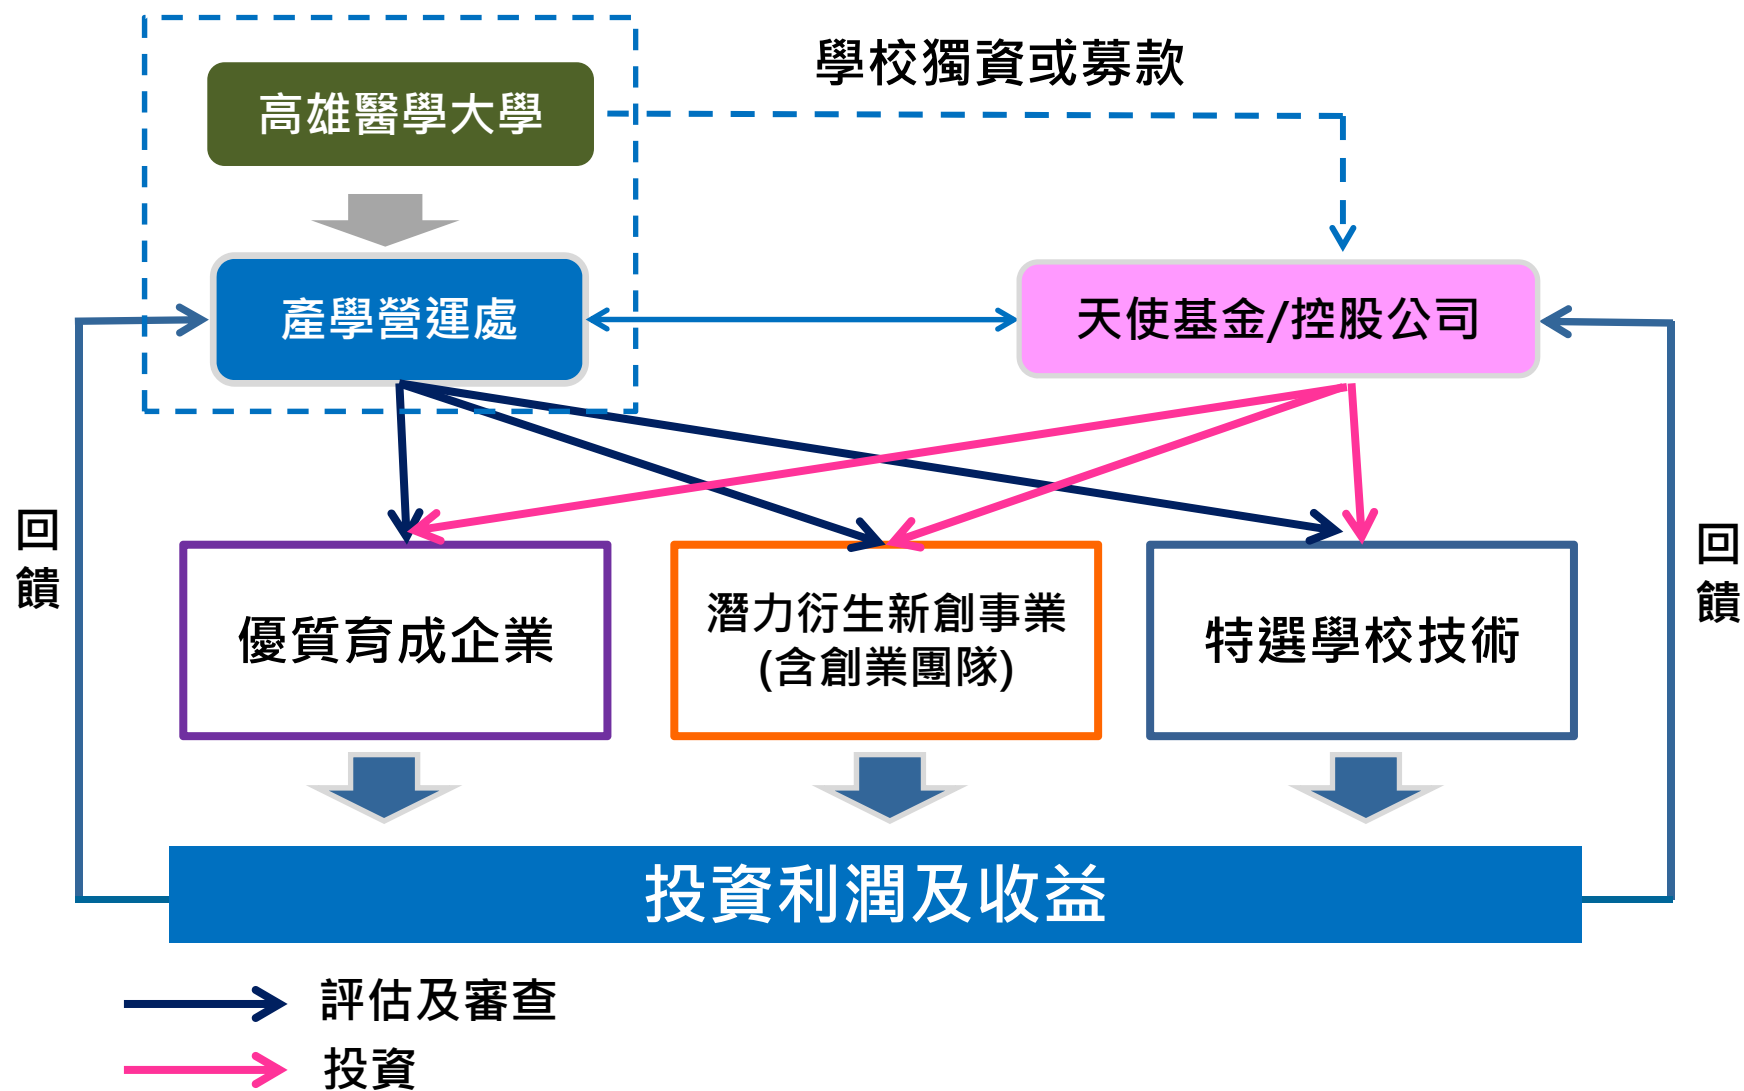 學校獨資或募款
高雄醫學大學
產學營運處
天使基金/控股公司
回
饋
回
饋
優質育成企業
潛力衍生新創事業
(含創業團隊)
特選學校技術
投資利潤及收益
評估及審查
投資